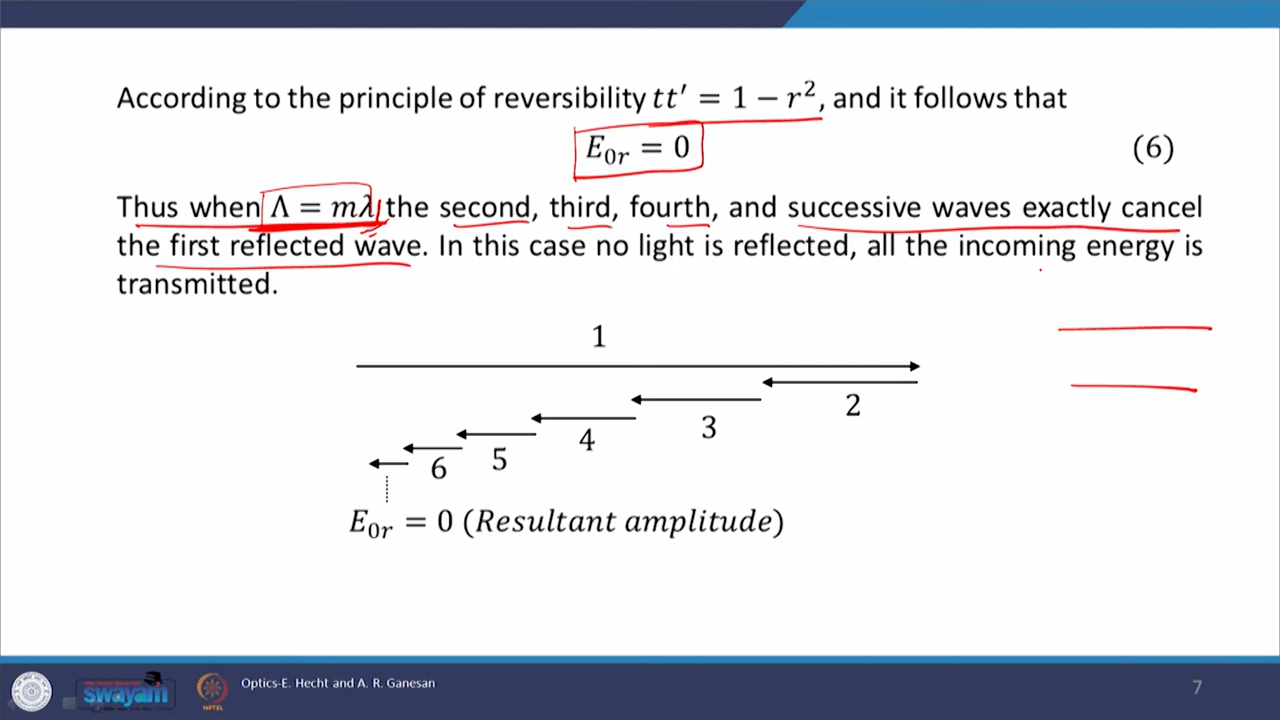 According to the principle of reversibility tt′ = 1 − r², and it follows that
E₀ᵣ = 0 (6)
Thus when Λ = mλ, the second, third, fourth, and successive waves exactly cancel
the first reflected wave. In this case no light is reflected, all the incoming energy is
transmitted.
1
2
3
4
5
6
E₀ᵣ = 0 (Resultant amplitude)
Optics-E. Hecht and A. R. Ganesan
swayam
NPTEL
7